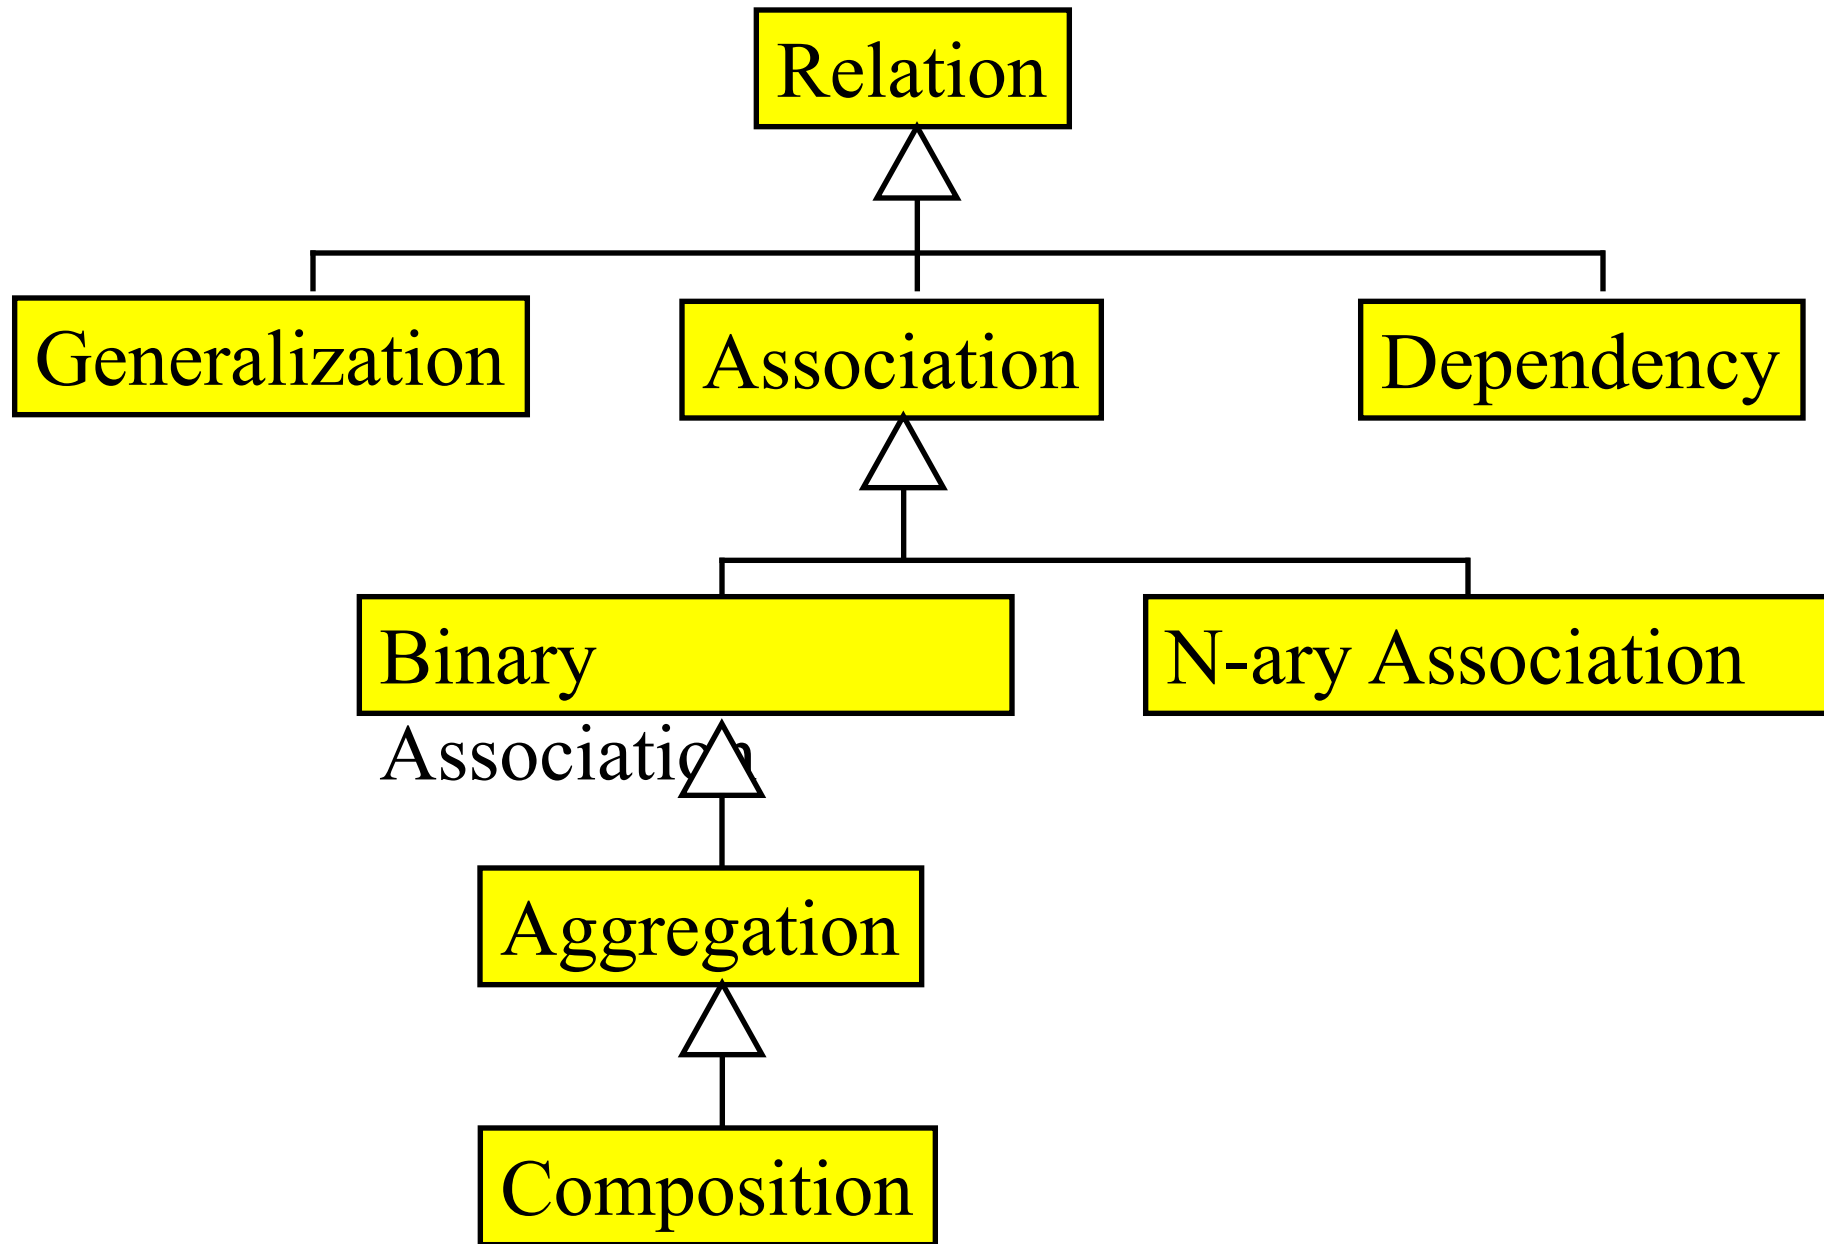 Relation
Generalization
Association
Dependency
Binary
Association
N-ary Association
Aggregation
Composition